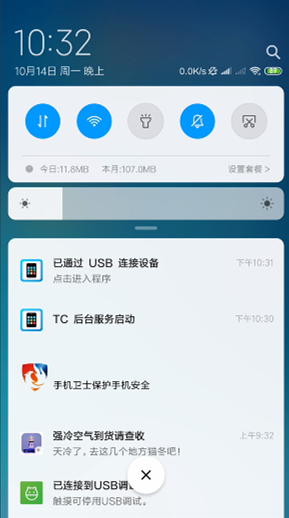 10:32
10月14日 周一 晚上
0.0K/s
89
今日:11.8MB 本月:107.0MB 设置套餐 >
已通过 USB 连接设备 下午10:31
点击进入程序
TC 后台服务启动 下午10:30
手机卫士保护手机安全
强冷空气到货请查收 上午9:32
天冷了，去这几个地方猫冬吧！
已连接到USB调
触摸可停用USB调试。